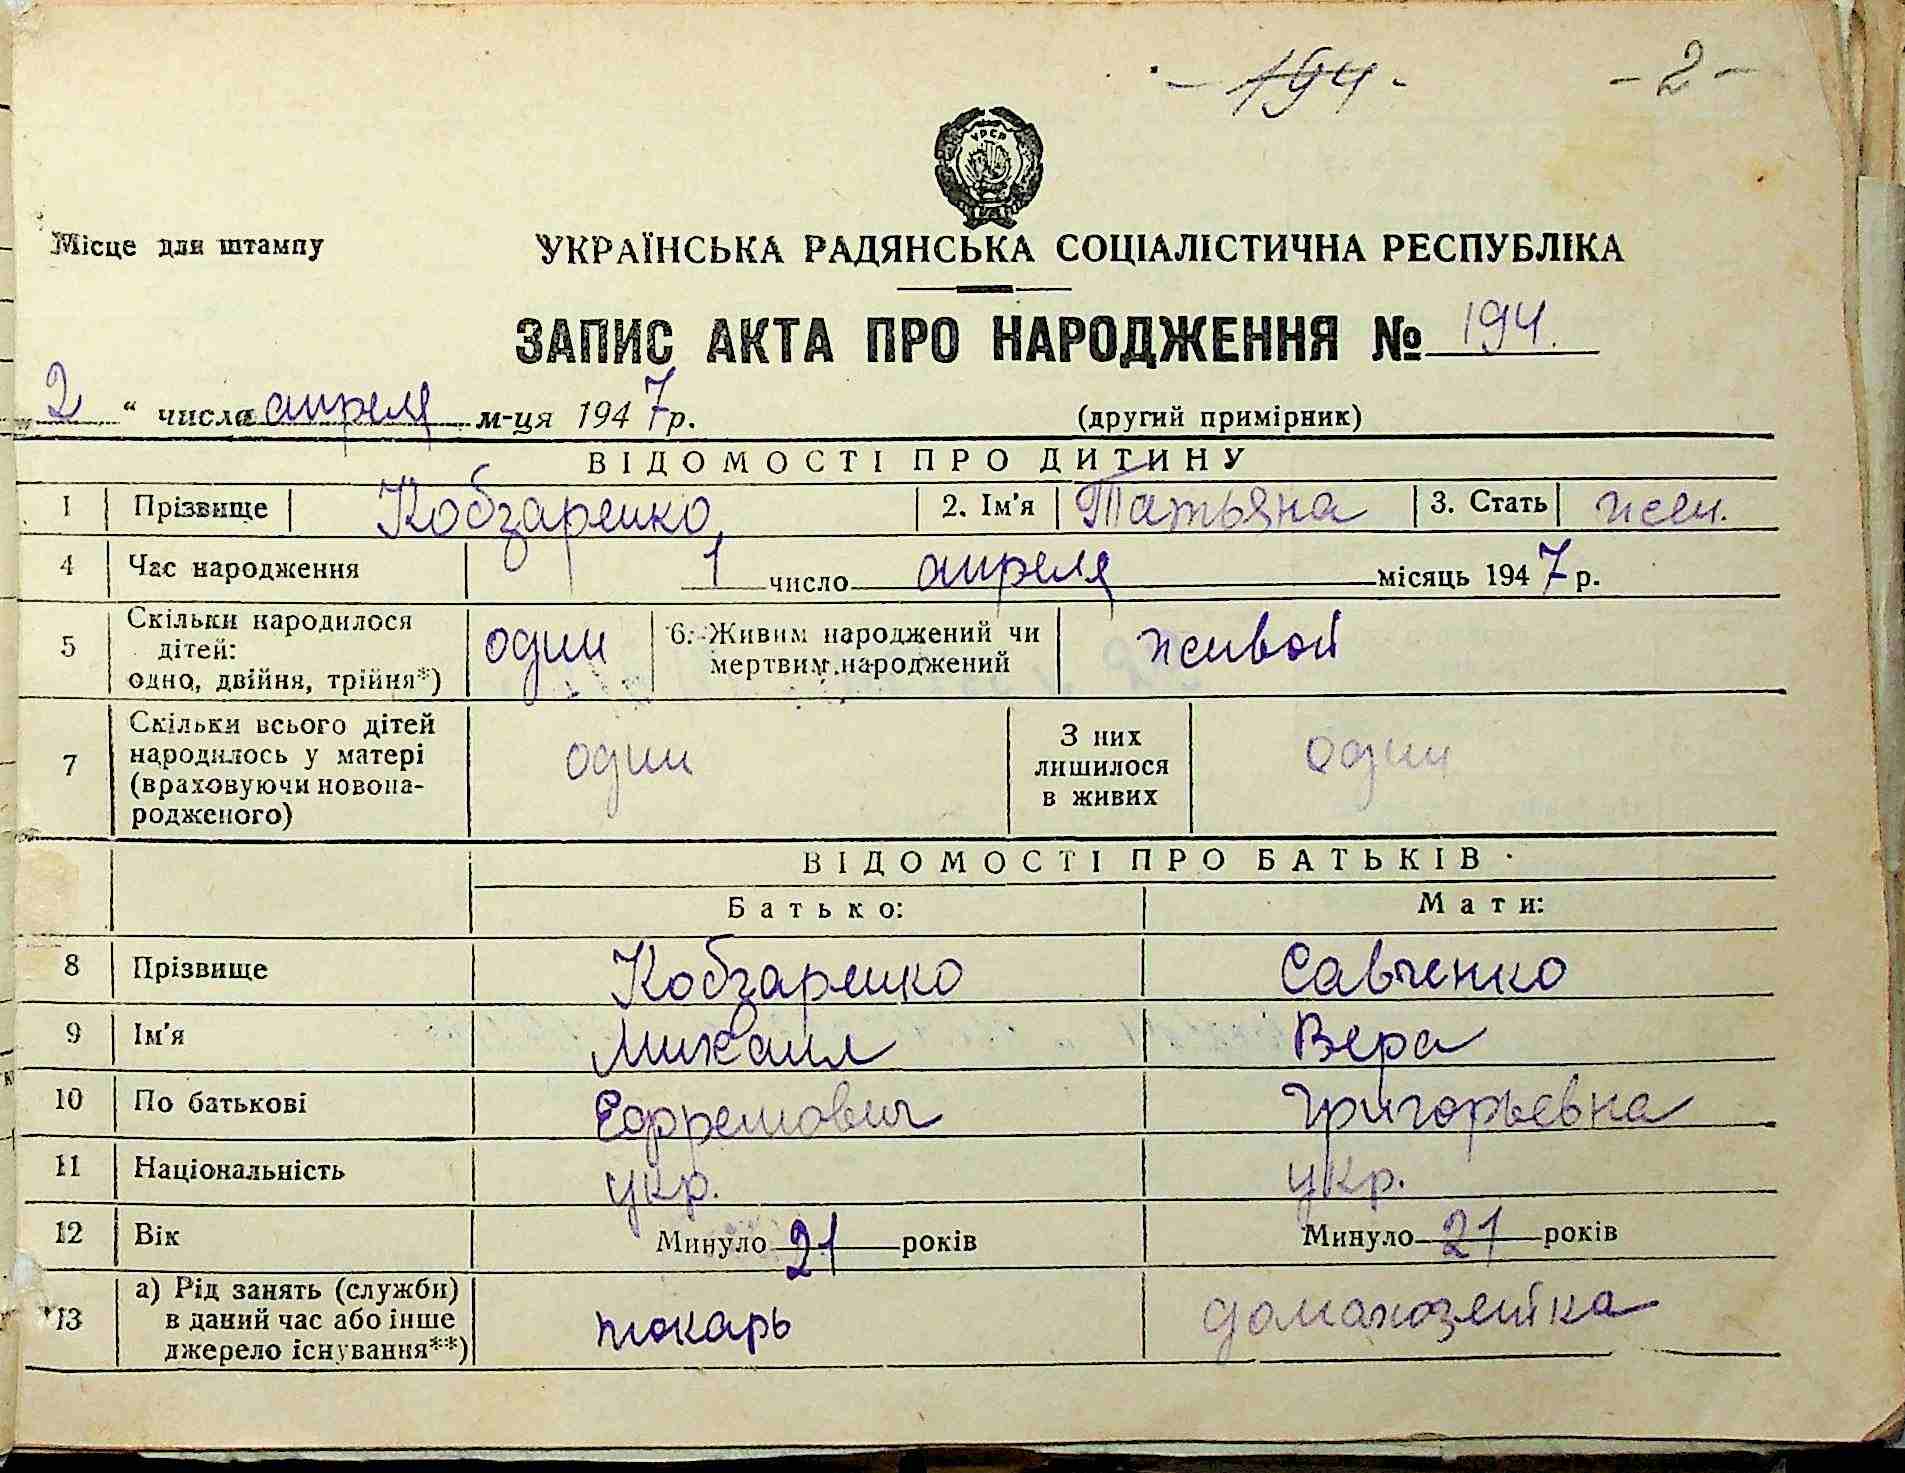 - 194 -
- 2 -
УРСР
Місце для штампу
УКРАЇНСЬКА РАДЯНСЬКА СОЦІАЛІСТИЧНА РЕСПУБЛІКА
ЗАПИС АКТА ПРО НАРОДЖЕННЯ № 194.
2 " числа апреля м-ця 1947 р.
(другий примірник)
ВІДОМОСТІ ПРО ДИТИНУ
1 Прізвище Кобзаренко 2. Ім'я Татьяна 3. Стать жен.
4 Час народження 1 число апреля місяць 1947 р.
5 Скільки народилося дітей: одно, двійня, трійня*) один 6. Живим народжений чи мертвим народжений живой
7 Скільки всього дітей народилось у матері (враховуючи новонародженого) один З них лишилося в живих один
ВІДОМОСТІ ПРО БАТЬКІВ
Батько: Мати:
8 Прізвище Кобзаренко Савченко
9 Ім'я Михаил Вера
10 По батькові Ефремович Григорьевна
11 Національність укр. укр.
12 Вік Минуло 21 років Минуло 21 років
13 а) Рід занять (служби) в даний час або інше джерело існування**) токарь домахозяйка